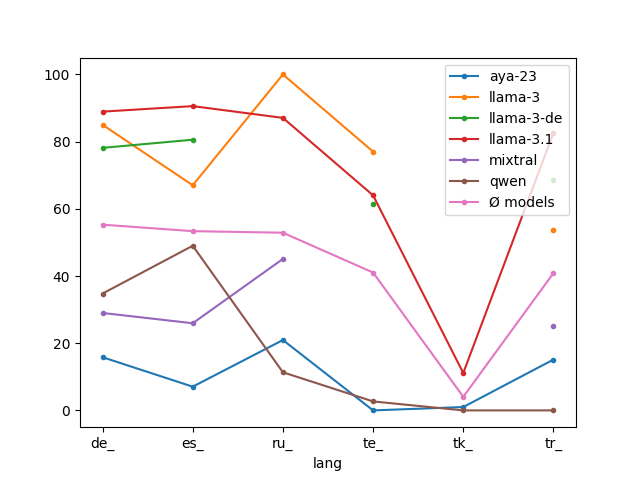 100
80
60
40
20
0
de_
es_
ru_
te_
tk_
tr_
lang
aya-23
llama-3
llama-3-de
llama-3.1
mixtral
qwen
Ø models